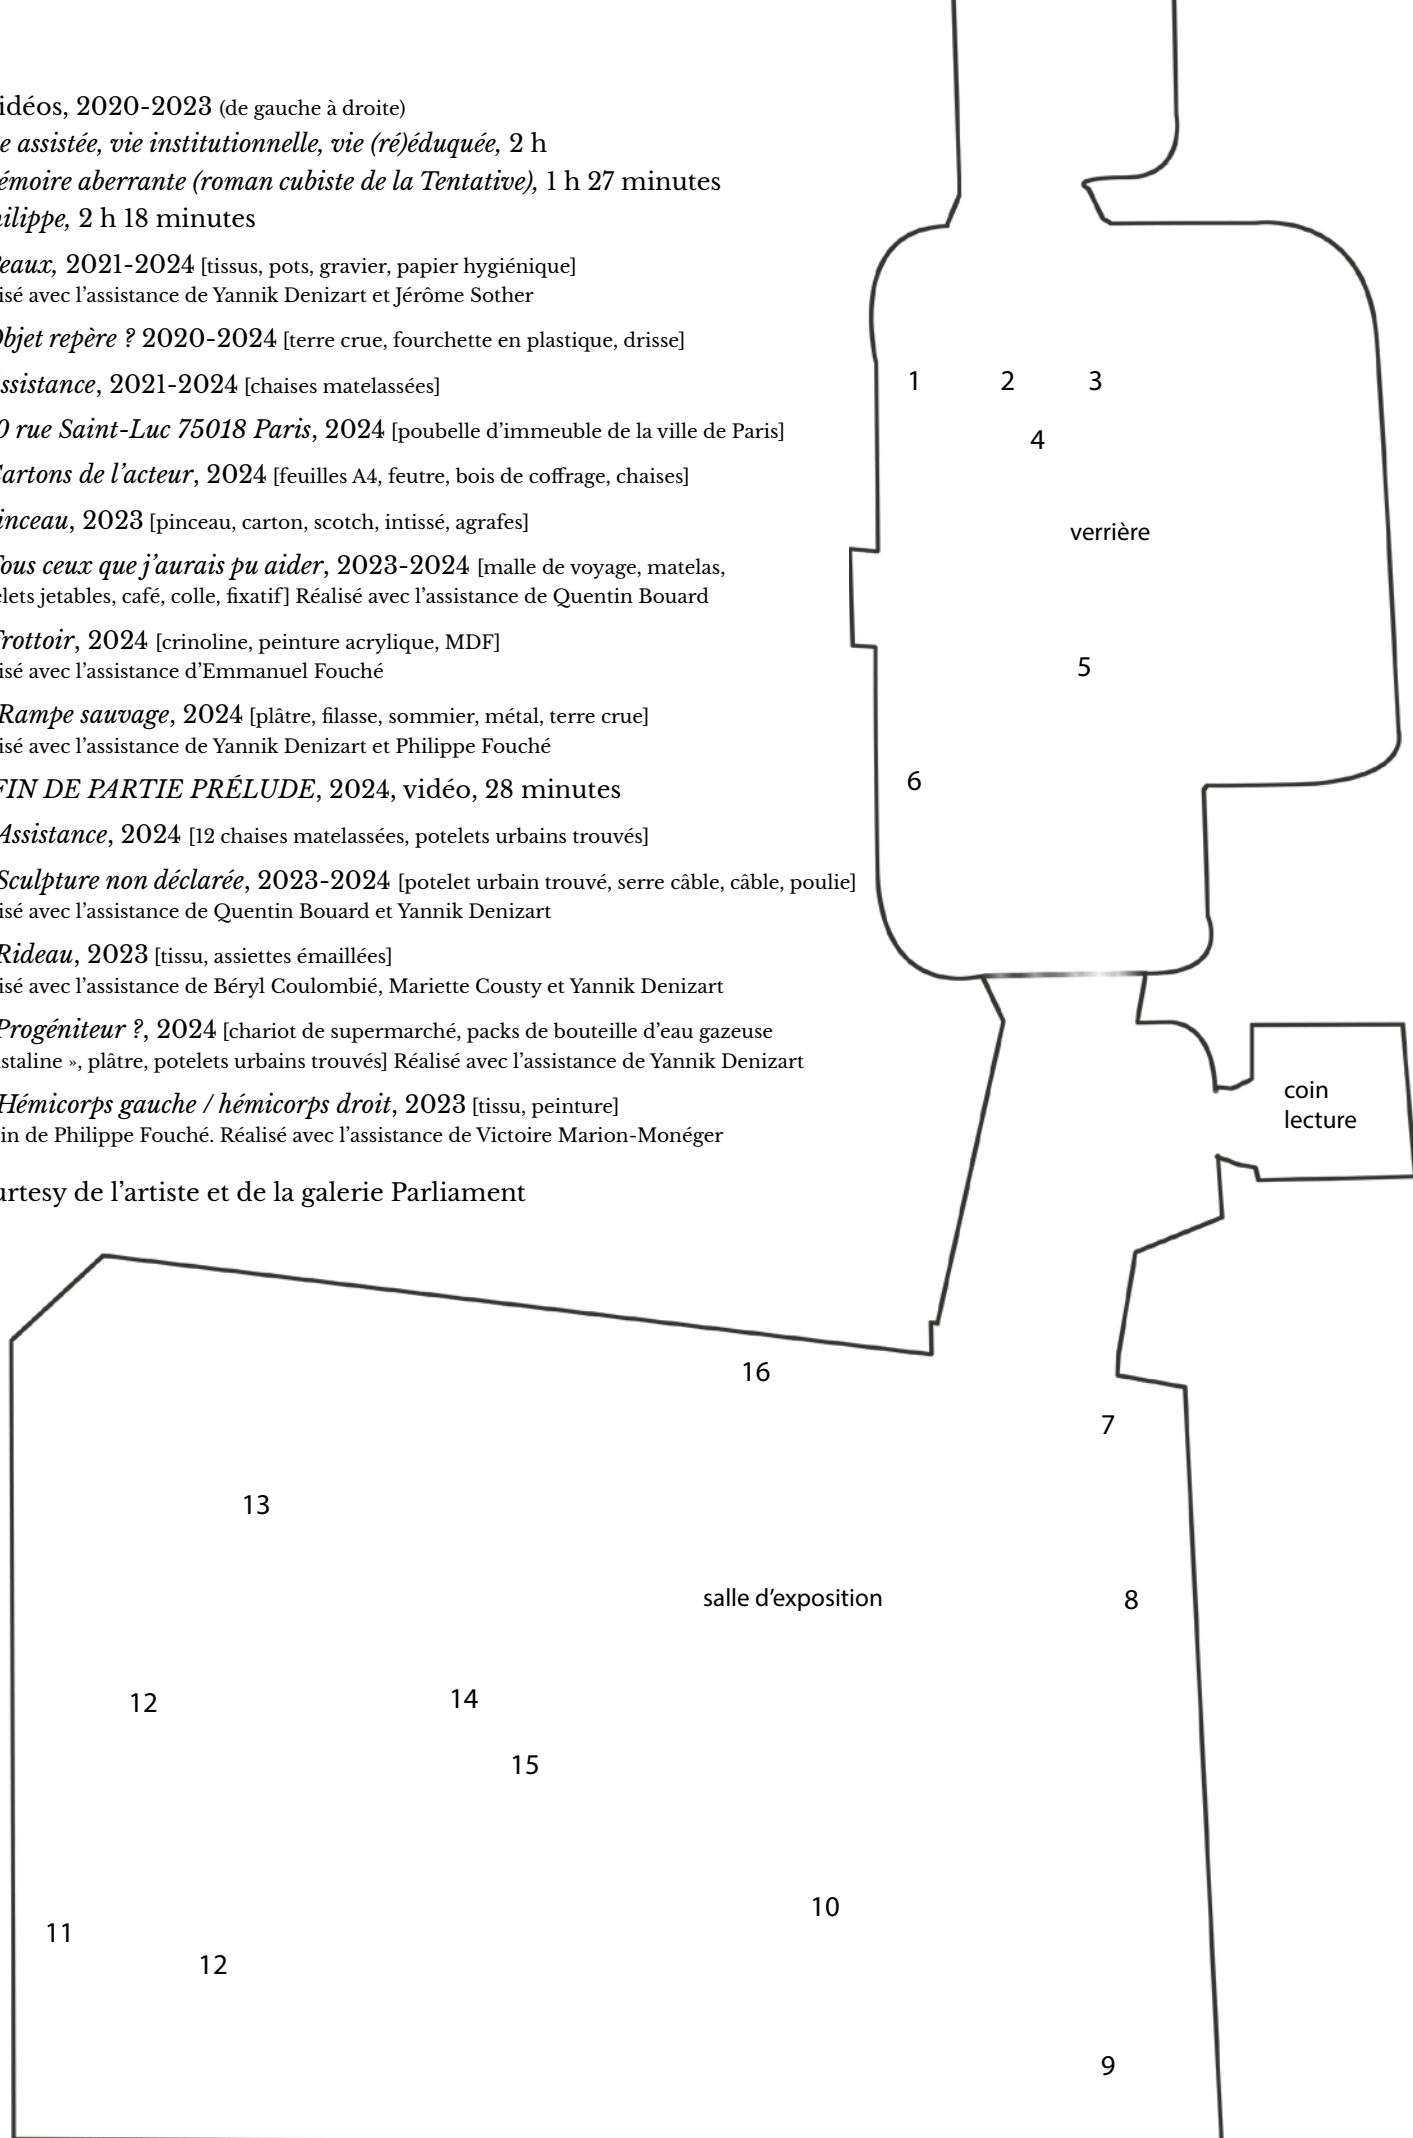 idéos, 2020-2023 (de gauche à droite)
e assistée, vie institutionnelle, vie (ré)éduquée, 2 h
émoire aberrante (roman cubiste de la Tentative), 1 h 27 minutes
ilippe, 2 h 18 minutes
eaux, 2021-2024 [tissus, pots, gravier, papier hygiénique]
isé avec l’assistance de Yannik Denizart et Jérôme Sother
Objet repère ? 2020-2024 [terre crue, fourchette en plastique, drisse]
ssistance, 2021-2024 [chaises matelassées]
0 rue Saint-Luc 75018 Paris, 2024 [poubelle d’immeuble de la ville de Paris]
Cartons de l’acteur, 2024 [feuilles A4, feutre, bois de coffrage, chaises]
inceau, 2023 [pinceau, carton, scotch, intissé, agrafes]
Tous ceux que j’aurais pu aider, 2023-2024 [malle de voyage, matelas,
elets jetables, café, colle, fixatif] Réalisé avec l’assistance de Quentin Bouard
Trottoir, 2024 [crinoline, peinture acrylique, MDF]
isé avec l’assistance d’Emmanuel Fouché
Rampe sauvage, 2024 [plâtre, filasse, sommier, métal, terre crue]
isé avec l’assistance de Yannik Denizart et Philippe Fouché
FIN DE PARTIE PRÉLUDE, 2024, vidéo, 28 minutes
Assistance, 2024 [12 chaises matelassées, potelets urbains trouvés]
Sculpture non déclarée, 2023-2024 [potelet urbain trouvé, serre câble, câble, poulie]
isé avec l’assistance de Quentin Bouard et Yannik Denizart
Rideau, 2023 [tissu, assiettes émaillées]
isé avec l’assistance de Béryl Coulombié, Mariette Cousty et Yannik Denizart
Progéniteur ?, 2024 [chariot de supermarché, packs de bouteille d’eau gazeuse
staline », plâtre, potelets urbains trouvés] Réalisé avec l’assistance de Yannik Denizart
Hémicorps gauche / hémicorps droit, 2023 [tissu, peinture]
in de Philippe Fouché. Réalisé avec l’assistance de Victoire Marion-Monéger
urtesy de l’artiste et de la galerie Parliament
1 2 3
4
verrière
5
6
coin
lecture
16
7
13
salle d’exposition
8
12
14
15
10
11
12
9